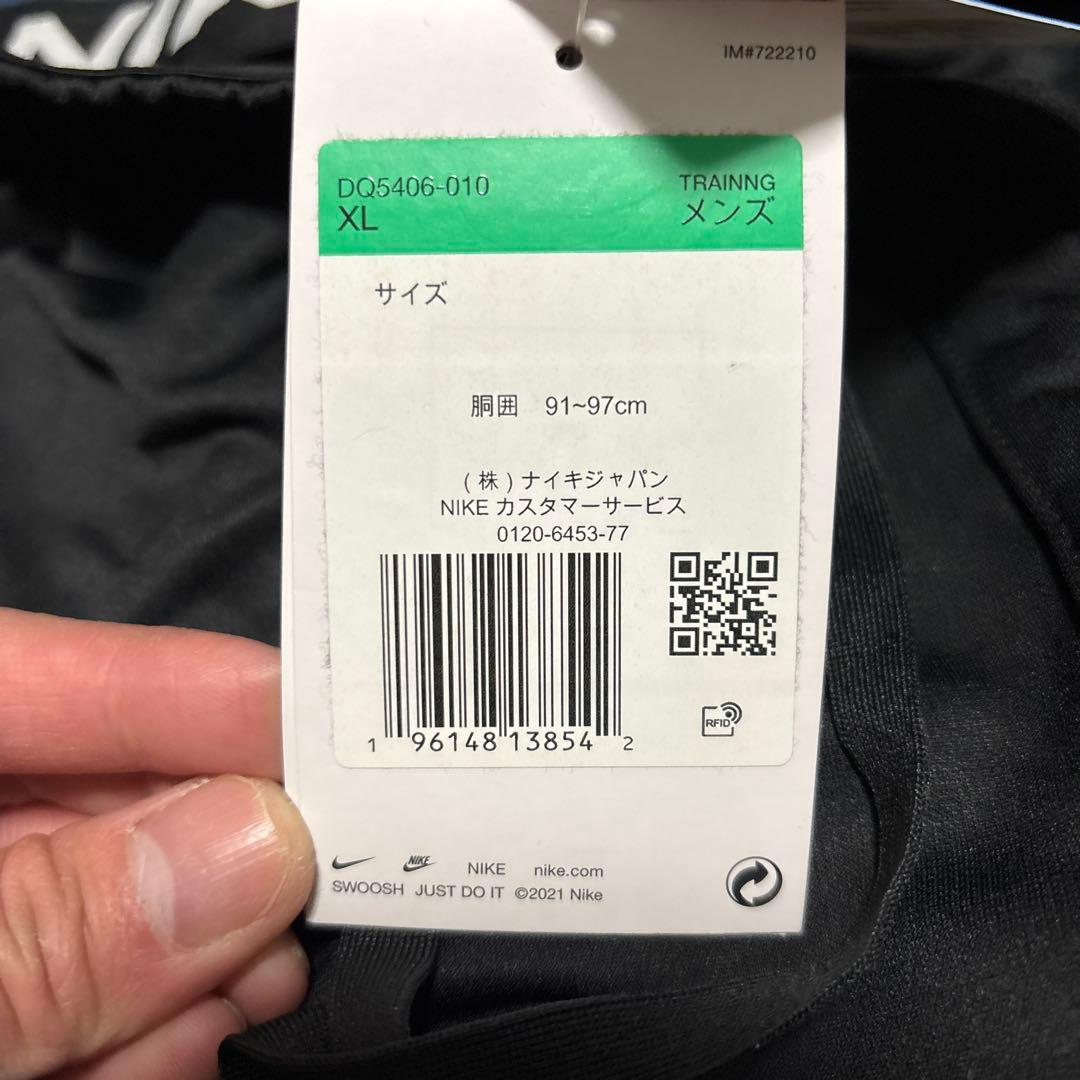 IM#722210
DQ5406-010
XL
TRAINNG
メンズ
サイズ
胴囲 91~97cm
(株)ナイキジャパン
NIKE カスタマーサービス
0120-6453-77
1 96148 13854 2
RFID
NIKE
NIKE nike.com
SWOOSH JUST DO IT ©2021 Nike